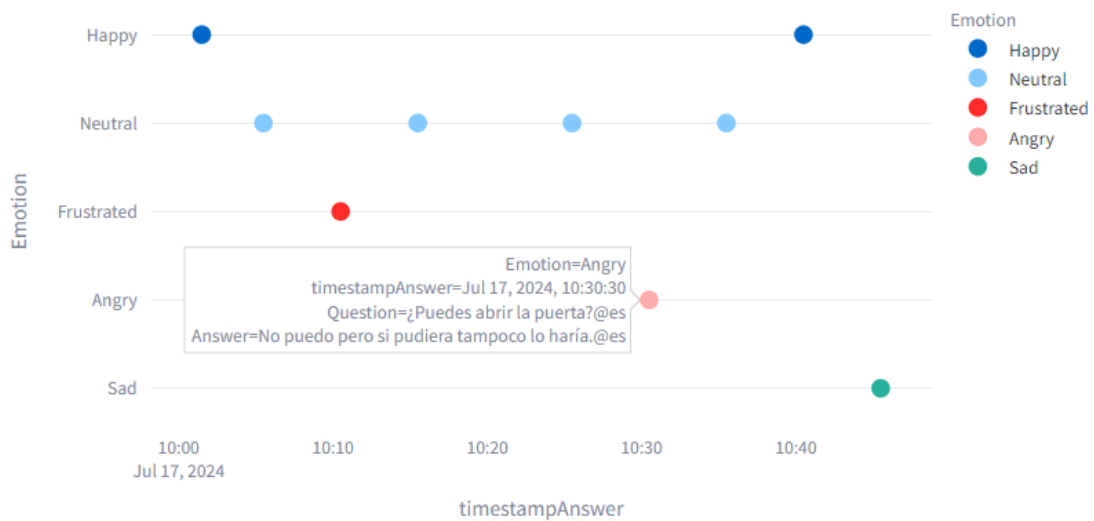 Emotion
Happy
Neutral
Frustrated
Angry
Sad
Happy
Neutral
Frustrated
Angry
Sad
Emotion
Emotion=Angry
timestampAnswer=Jul 17, 2024, 10:30:30
Question=¿Puedes abrir la puerta?@es
Answer=No puedo pero si pudiera tampoco lo haría.@es
10:00
Jul 17, 2024
10:10
10:20
10:30
10:40
timestampAnswer